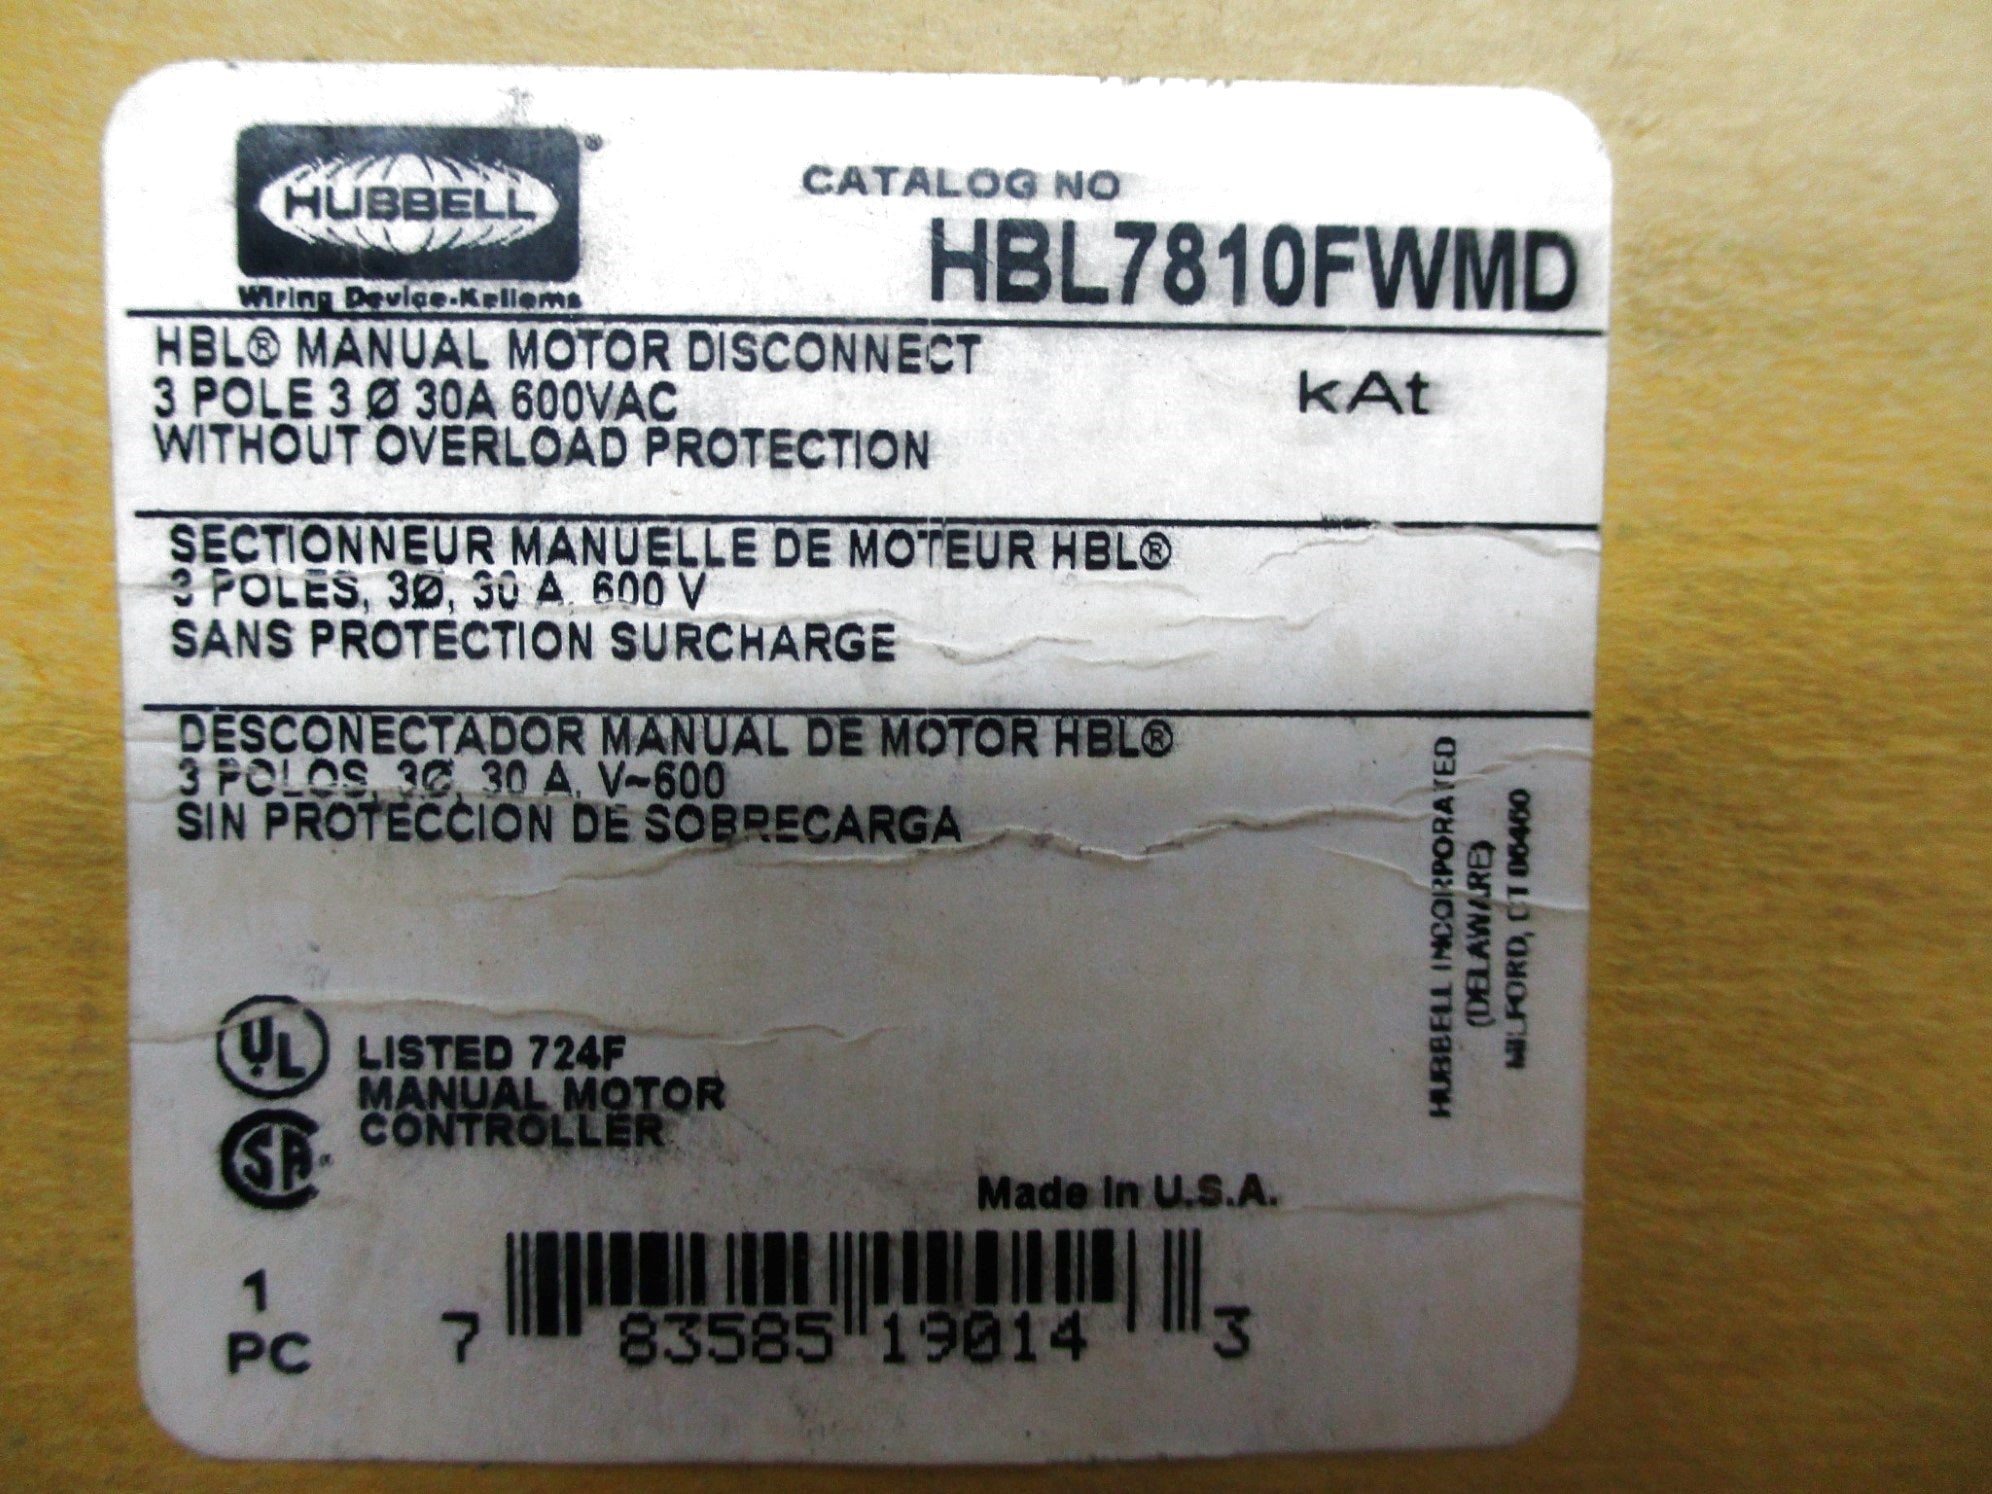 HUBBELL®
Wiring Device-Kellems
CATALOG NO
HBL7810FWMD
HBL® MANUAL MOTOR DISCONNECT
3 POLE 3 Ø 30A 600VAC
WITHOUT OVERLOAD PROTECTION
kAt
SECTIONNEUR MANUELLE DE MOTEUR HBL®
3 POLES, 3Ø, 30 A, 600 V
SANS PROTECTION SURCHARGE
DESCONECTADOR MANUAL DE MOTOR HBL®
3 POLOS, 3Ø, 30 A, V~600
SIN PROTECCION DE SOBRECARGA
HUBBELL INCORPORATED
(DELAWARE)
MILFORD, CT 06460
UL
LISTED 724F
MANUAL MOTOR
CONTROLLER
CSA
Made in U.S.A.
1
PC
7 83585 19014 3